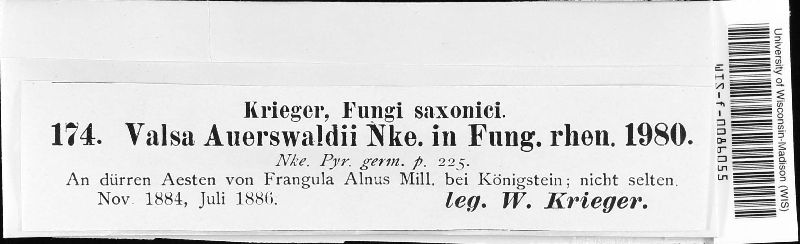 Krieger, Fungi saxonici.
174. Valsa Auerswaldii Nke. in Fung. rhen. 1980.
Nke. Pyr. germ. p. 225.
An dürren Aesten von Frangula Alnus Mill. bei Königstein; nicht selten.
Nov. 1884, Juli 1886. leg. W. Krieger.
WIS-f-0084055
University of Wisconsin-Madison (WIS)